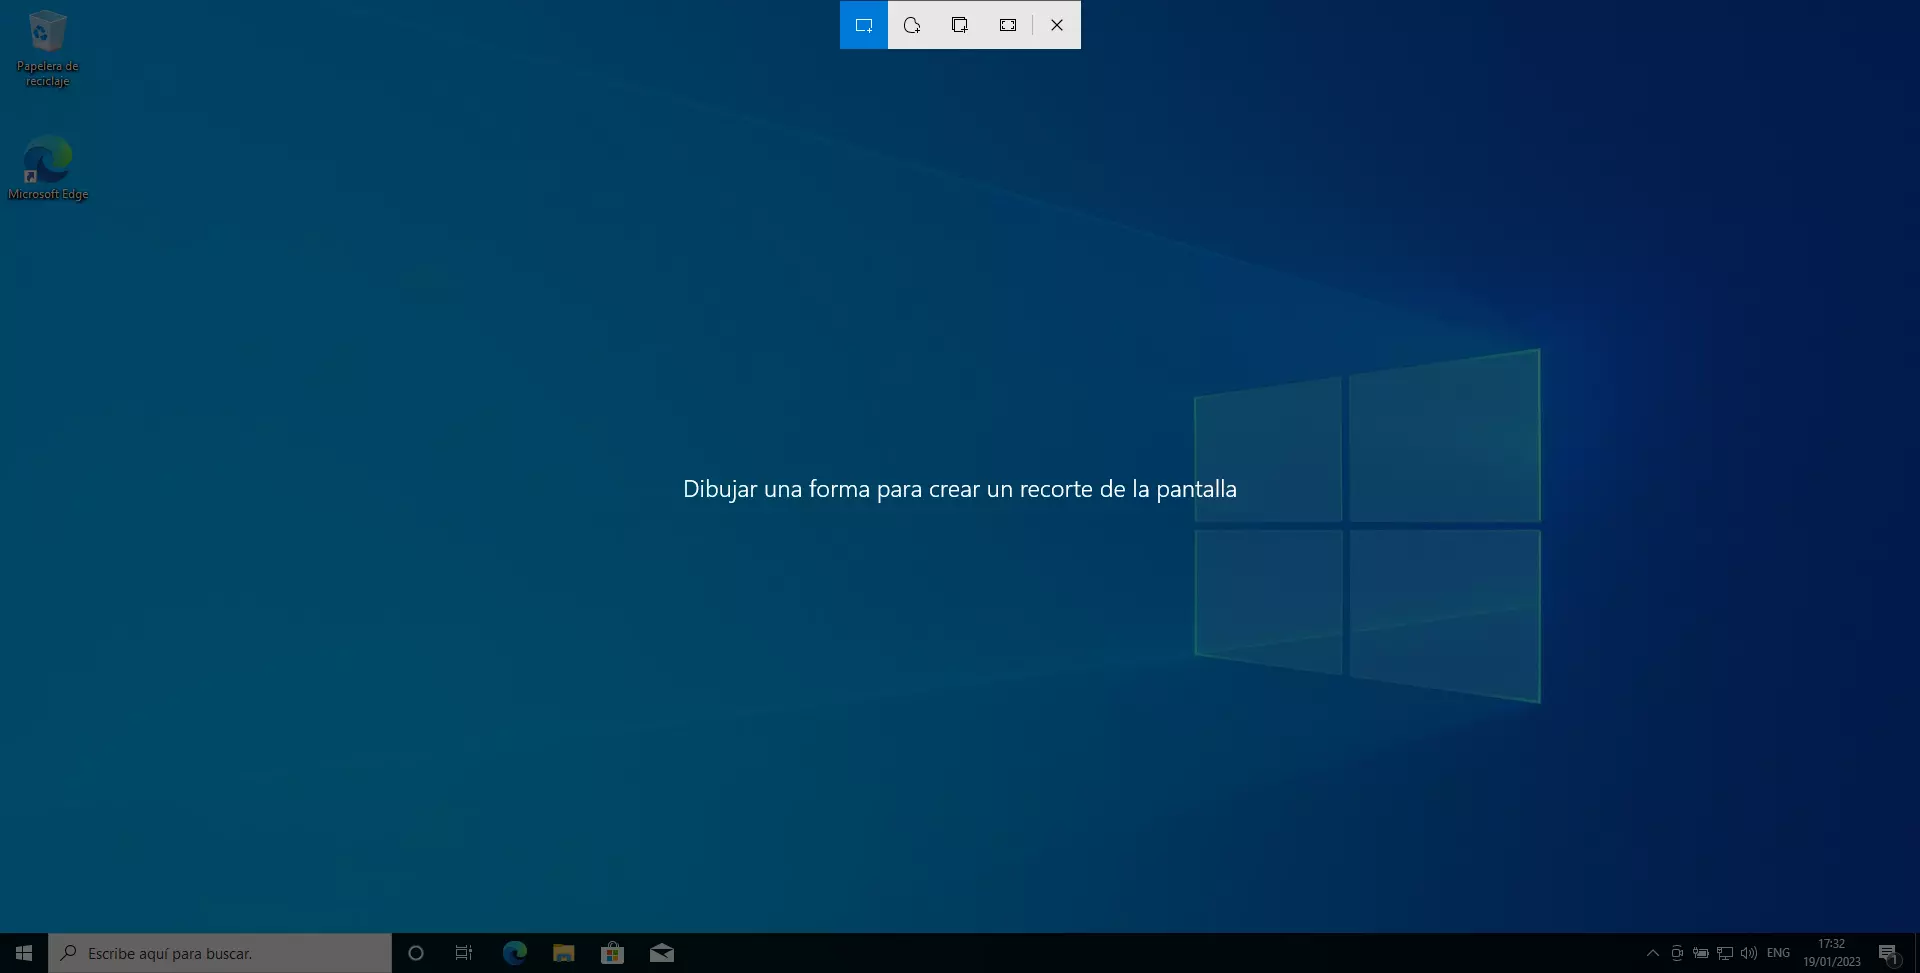 Papelera de
reciclaje
Microsoft Edge
Dibujar una forma para crear un recorte de la pantalla
Escribe aquí para buscar.
ENG
17:32
19/01/2023
1